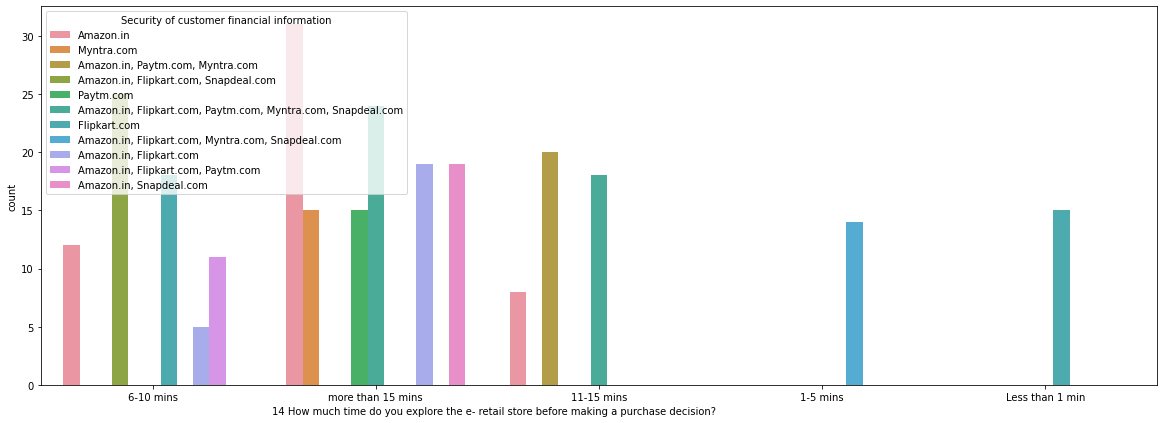 Security of customer financial information
Amazon.in
Myntra.com
Amazon.in, Paytm.com, Myntra.com
Amazon.in, Flipkart.com, Snapdeal.com
Paytm.com
Amazon.in, Flipkart.com, Paytm.com, Myntra.com, Snapdeal.com
Flipkart.com
Amazon.in, Flipkart.com, Myntra.com, Snapdeal.com
Amazon.in, Flipkart.com
Amazon.in, Flipkart.com, Paytm.com
Amazon.in, Snapdeal.com
30
25
20
15
10
5
0
count
6-10 mins
more than 15 mins
11-15 mins
1-5 mins
Less than 1 min
14 How much time do you explore the e- retail store before making a purchase decision?